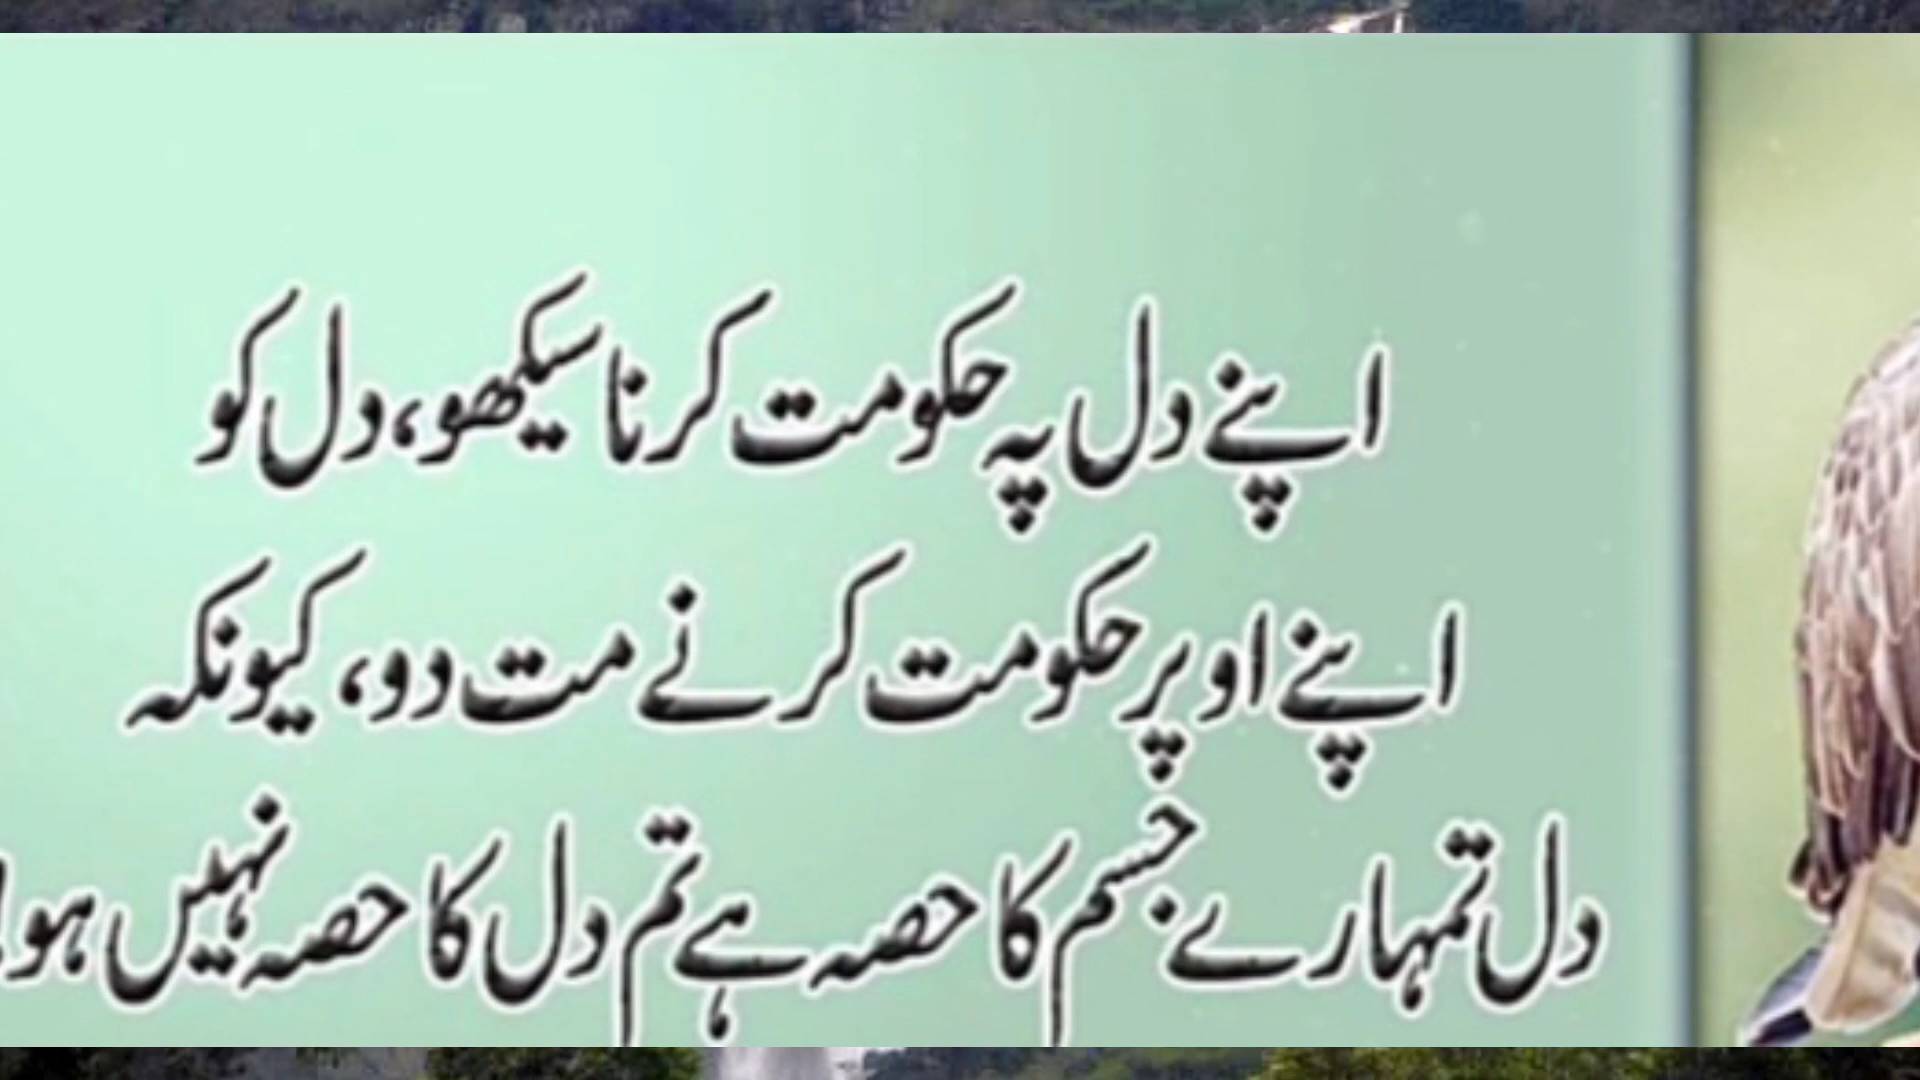 اپنے دل پہ حکومت کرنا سیکھو، دل کو
اپنے اوپر حکومت کرنے مت دو، کیونکہ
دل تمہارے جسم کا حصہ ہے تم دل کا حصہ نہیں ہو!